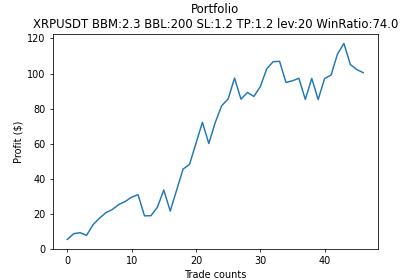 Portfolio
XRPUSDT BBM:2.3 BBL:200 SL:1.2 TP:1.2 lev:20 WinRatio:74.0
120
100
80
60
40
20
0
Profit ($)
0 10 20 30 40
Trade counts